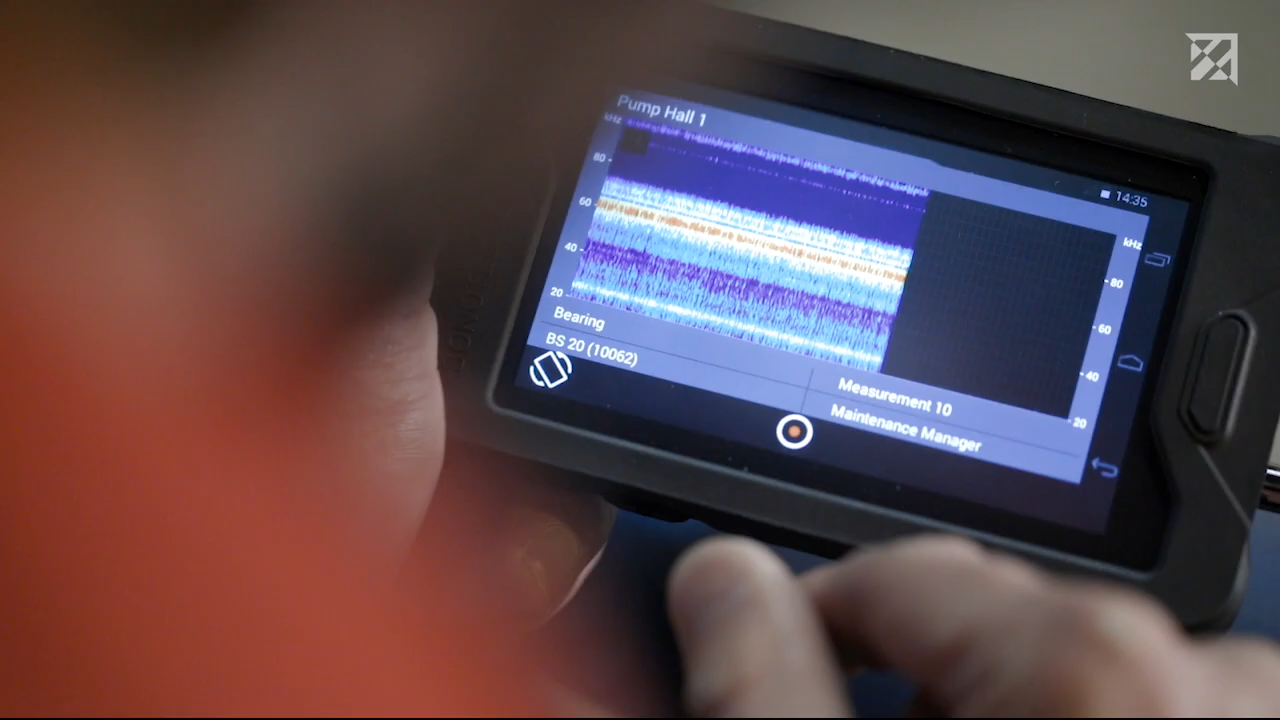 Pump Hall 1
14:35
kHz
80
60
40
20
kHz
80
60
40
20
Bearing
BS 20 (10062)
Measurement 10
Maintenance Manager